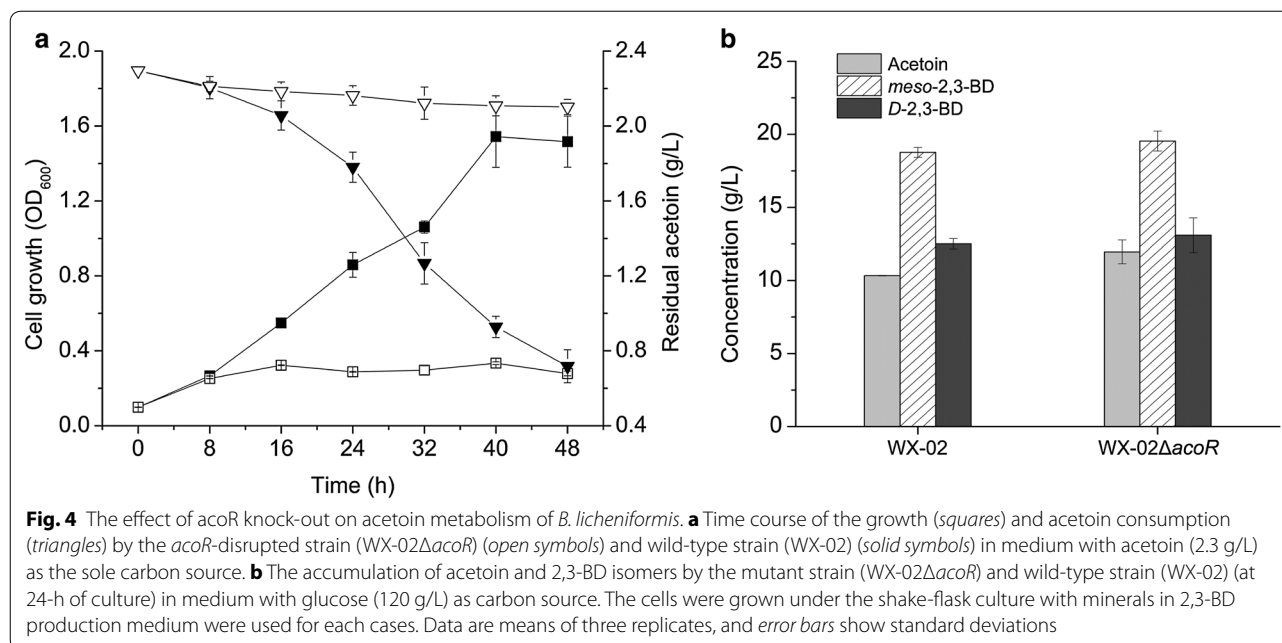 a
2.0
1.6
1.2
0.8
0.4
0.0
Cell growth (OD600)
2.4
2.0
1.6
1.2
0.8
0.4
Residual acetoin (g/L)
0 8 16 24 32 40 48
Time (h)
b
25
20
15
10
5
0
Concentration (g/L)
Acetoin
meso-2,3-BD
D-2,3-BD
WX-02 WX-02ΔacoR
Fig. 4 The effect of acoR knock-out on acetoin metabolism of B. licheniformis. a Time course of the growth (squares) and acetoin consumption
(triangles) by the acoR-disrupted strain (WX-02ΔacoR) (open symbols) and wild-type strain (WX-02) (solid symbols) in medium with acetoin (2.3 g/L)
as the sole carbon source. b The accumulation of acetoin and 2,3-BD isomers by the mutant strain (WX-02ΔacoR) and wild-type strain (WX-02) (at
24-h of culture) in medium with glucose (120 g/L) as carbon source. The cells were grown under the shake-flask culture with minerals in 2,3-BD
production medium were used for each cases. Data are means of three replicates, and error bars show standard deviations